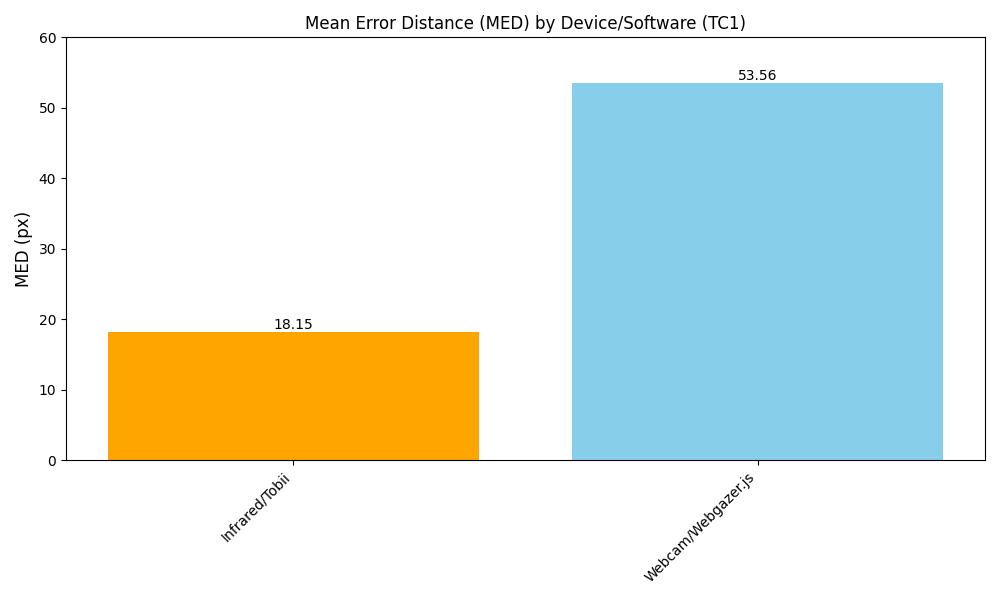 Mean Error Distance (MED) by Device/Software (TC1)
60
50
40
30
20
10
0
MED (px)
18.15
53.56
Infrared/Tobii
Webcam/Webgazer.js